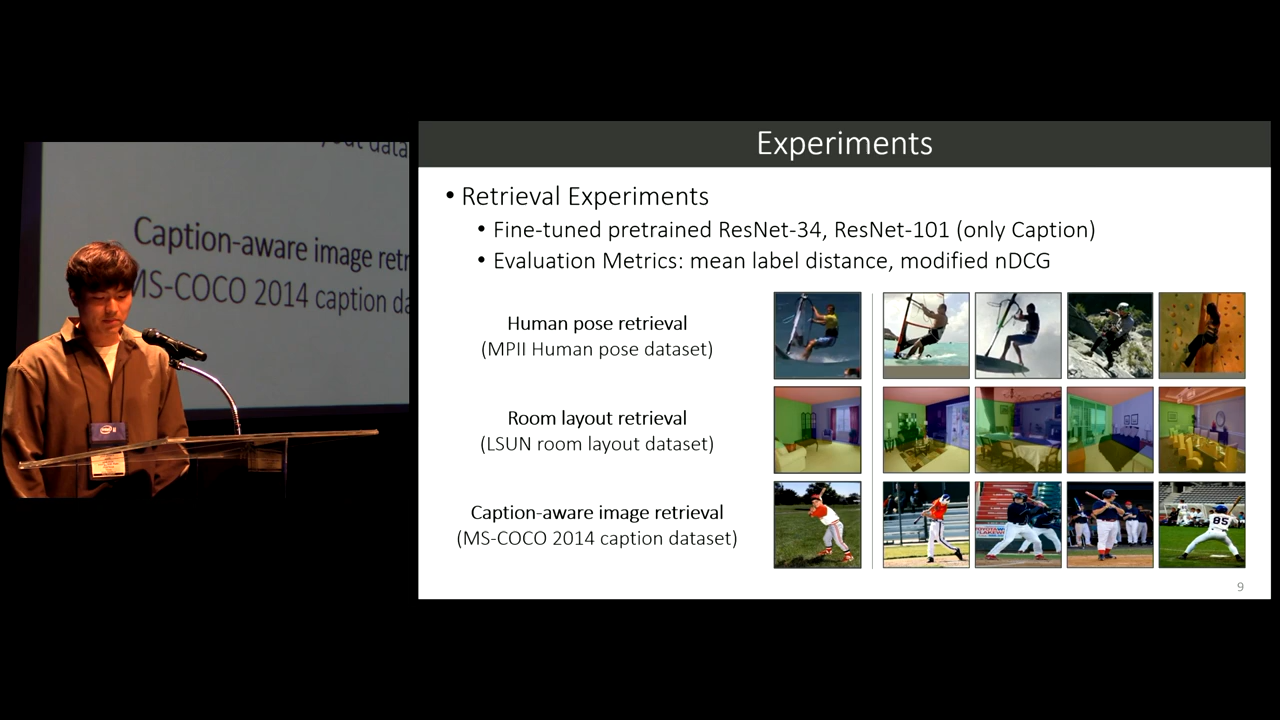 Caption-aware image retr
MS-COCO 2014 caption da
Experiments
• Retrieval Experiments
• Fine-tuned pretrained ResNet-34, ResNet-101 (only Caption)
• Evaluation Metrics: mean label distance, modified nDCG
Human pose retrieval
(MPII Human pose dataset)
Room layout retrieval
(LSUN room layout dataset)
Caption-aware image retrieval
(MS-COCO 2014 caption dataset)
85
9